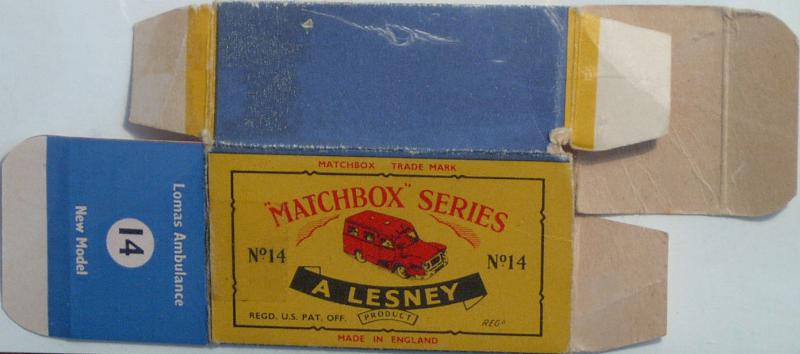 MATCHBOX TRADE MARK
"MATCHBOX" SERIES
Nº14
Nº14
A LESNEY
PRODUCT
REGD. U.S. PAT. OFF.
REGD
MADE IN ENGLAND
Lomas Ambulance
14
New Model